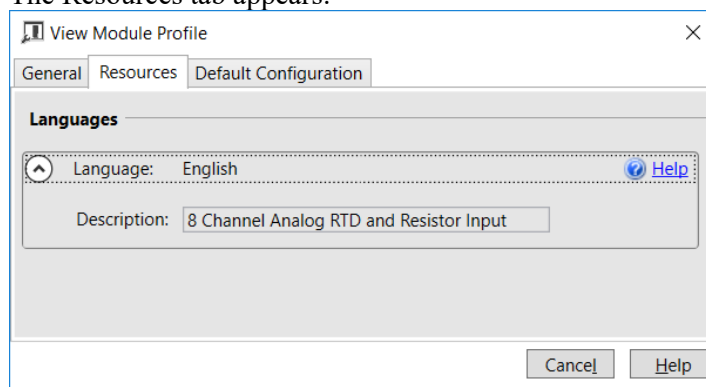 The Resources tab appears.
View Module Profile
General Resources Default Configuration
Languages
Language: English Help
Description: 8 Channel Analog RTD and Resistor Input
Cancel Help